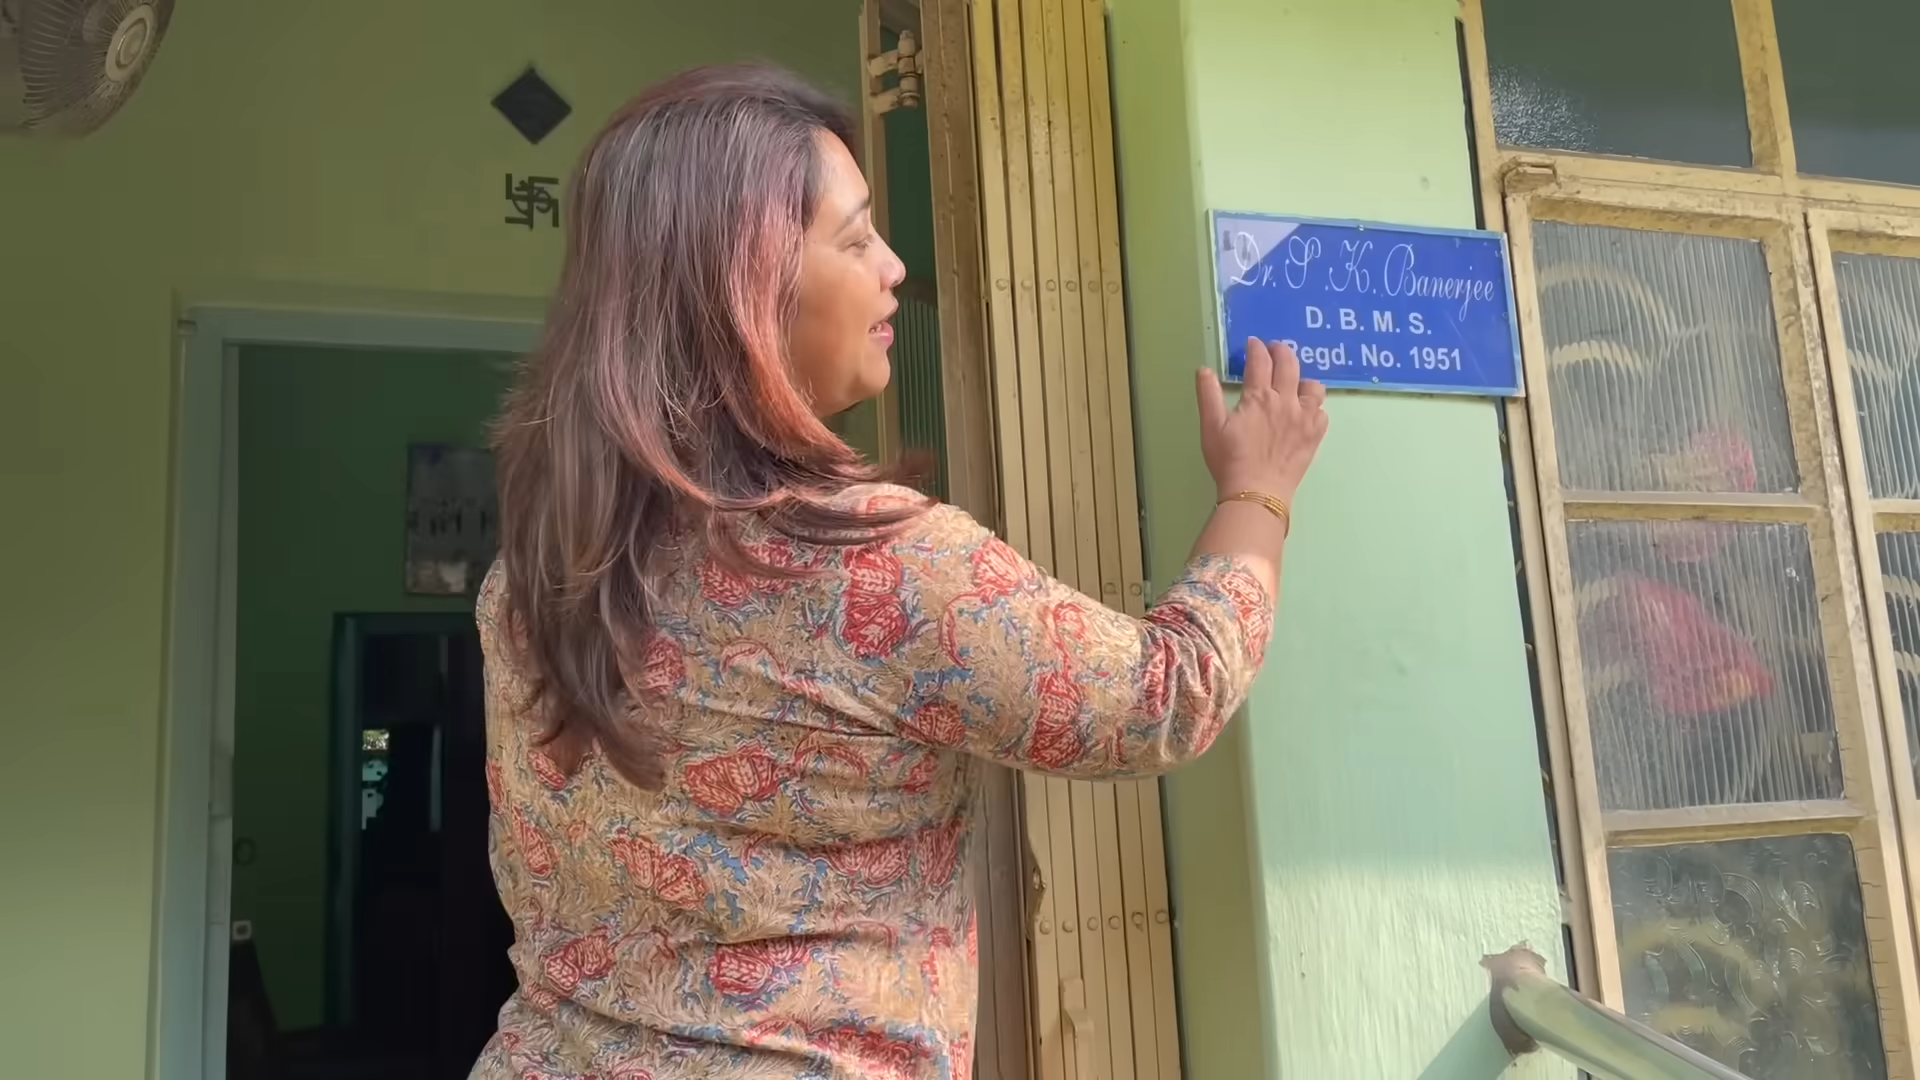 Dr. S. K. Banerjee
D. B. M. S.
Regd. No. 1951